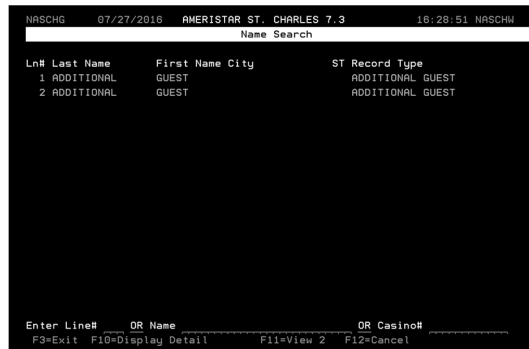 NASCHG 07/27/2016 AMERISTAR ST. CHARLES 7.3 16:28:51 NASCHW
Name Search
Ln# Last Name First Name City ST Record Type
1 ADDITIONAL GUEST ADDITIONAL GUEST
2 ADDITIONAL GUEST ADDITIONAL GUEST
Enter Line# OR Name OR Casino#
F3=Exit F10=Display Detail F11=View 2 F12=Cancel